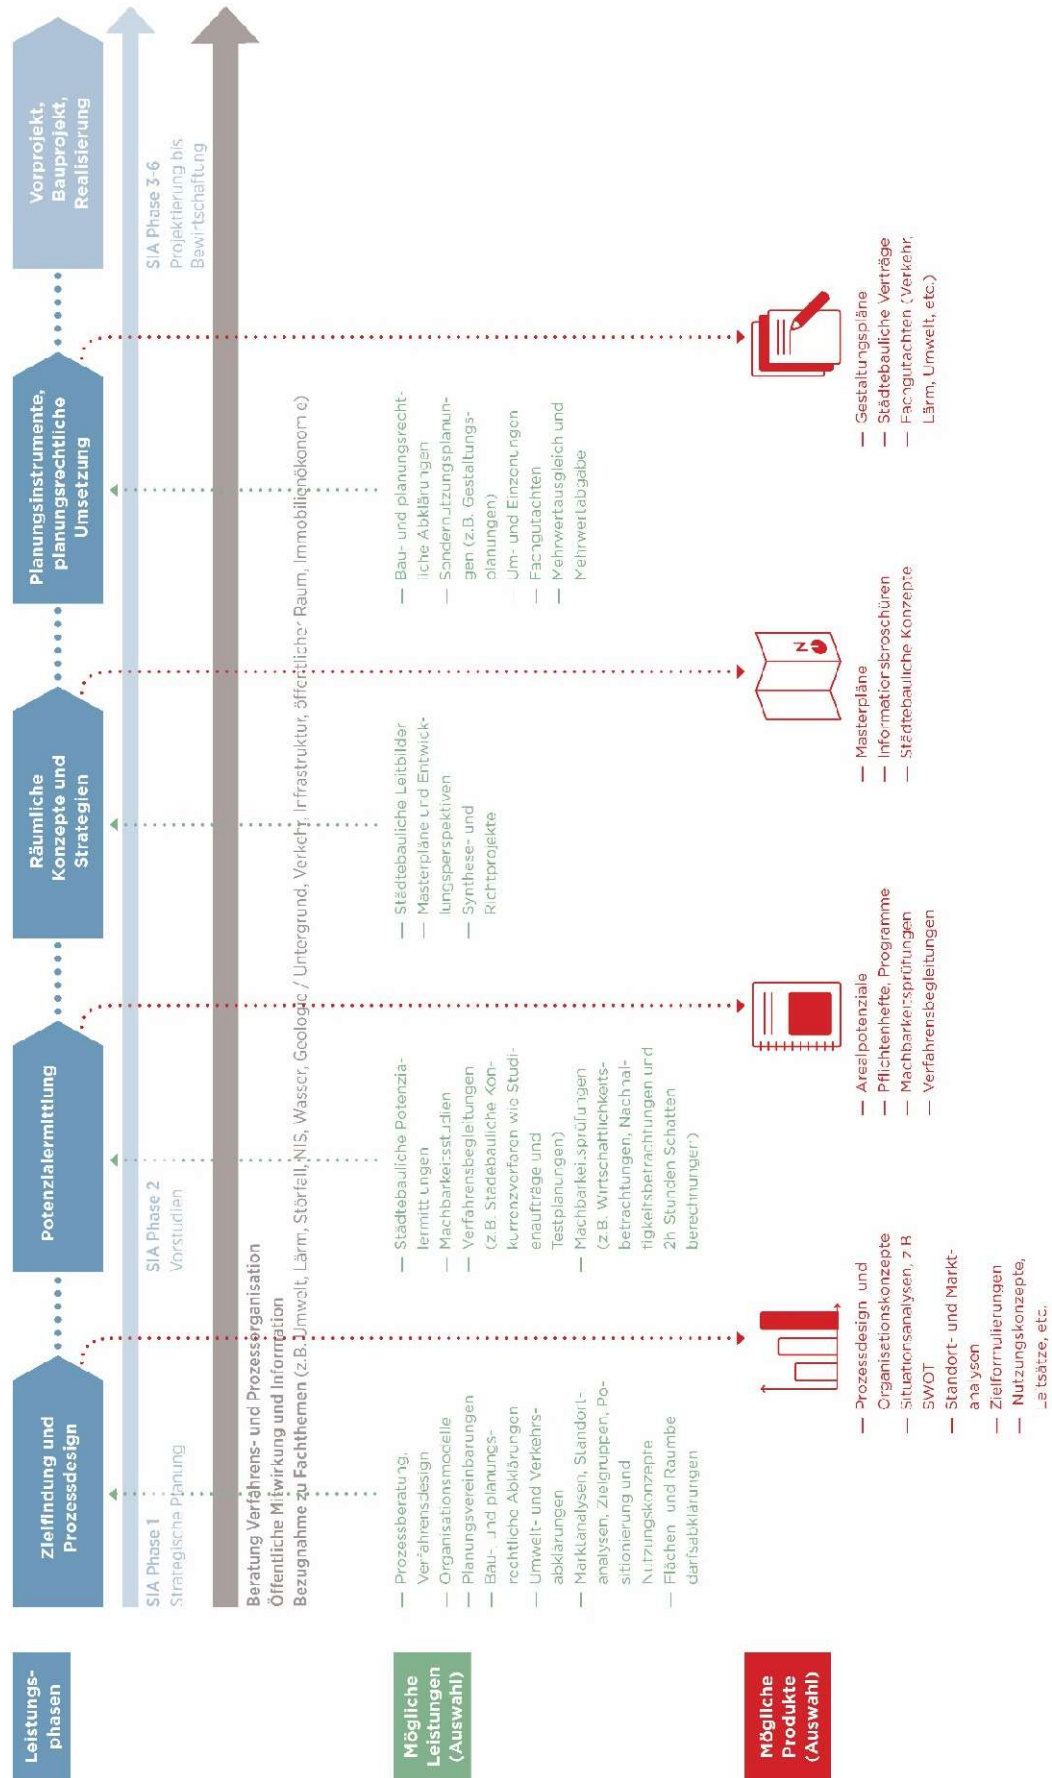 Leistungs-
phasen
Zielfindung und
Prozessdesign
Potenzialermittlung
Räumliche
Konzepte und
Strategien
Planungsinstrumente,
planungsrechtliche
Umsetzung
Vorprojekt,
Bauprojekt,
Realisierung
SIA Phase 1
Strategische Planung
SIA Phase 2
Vorstudien
SIA Phase 3-6
Projektierung bis
Bewirtschaftung
Beratung Verfahrens- und Prozessorganisation
Öffentliche Mitwirkung und Information
Bezugnahme zu Fachthemen (z.B. Umwelt, Lärm, Störfall, NIS, Wasser, Geologie / Untergrund, Verkehr, Infrastruktur, öffentlicher Raum, Immobilienökonomie)
Mögliche
Leistungen
(Auswahl)
— Prozessberatung,
Verfahrensdesign
— Organisationsmodelle
— Planungsvereinbarungen
— Bau- und planungs-
rechtliche Abklärungen
— Umwelt- und Verkehrs-
abklärungen
— Marktanalysen, Standort-
analysen, Zielgruppen, Po-
sitionierung und
Nutzungskonzepte
— Flächen- und Raumbe-
darfsabklärungen
— Städtebauliche Potenzia-
lermittlungen
— Machbarkeitsstudien
— Verfahrensbegleitungen
(z.B. Städebauliche Kon-
kurrenzverfaren wie Studi-
enaufträge und
Testplanungen)
— Machbarkeitsprüfungen
(z.B. Wirtschaftlichkeits-
betrachtungen, Nachhal-
tigkeitsbetrachtungen und
2h Stunden Schatten
berechnungen)
— Städtebauliche Leitbilder
— Masterpläne und Entwick-
lungsperspektiven
— Synthese- und
Richtprojekte
— Bau- und planungsrecht-
liche Abklärungen
— Sondernutzungsplanun-
gen (z.B. Gestaltungs-
planungen)
— Um- und Einzonungen
— Fachgutachten
— Mehrwertausgleich und
Mehrwertabgabe
Mögliche
Produkte
(Auswahl)
— Prozessdesign und
Organisationskonzepte
— Situationsanalysen, z.B.
SWOT
— Standort- und Markt-
analysen
— Zielformulierungen
— Nutzungskonzepte,
Leitsätze, etc.
— Arealpotenziale
— Pflichtenhefte, Programme
— Machbarkeitsprüfungen
— Verfahrensbegleitungen
N
— Masterpläne
— Informationsbroschüren
— Städtebauliche Konzepte
— Gestaltungspläne
— Städtebauliche Verträge
— Fachgutachten (Verkehr,
Lärm, Umwelt, etc.)